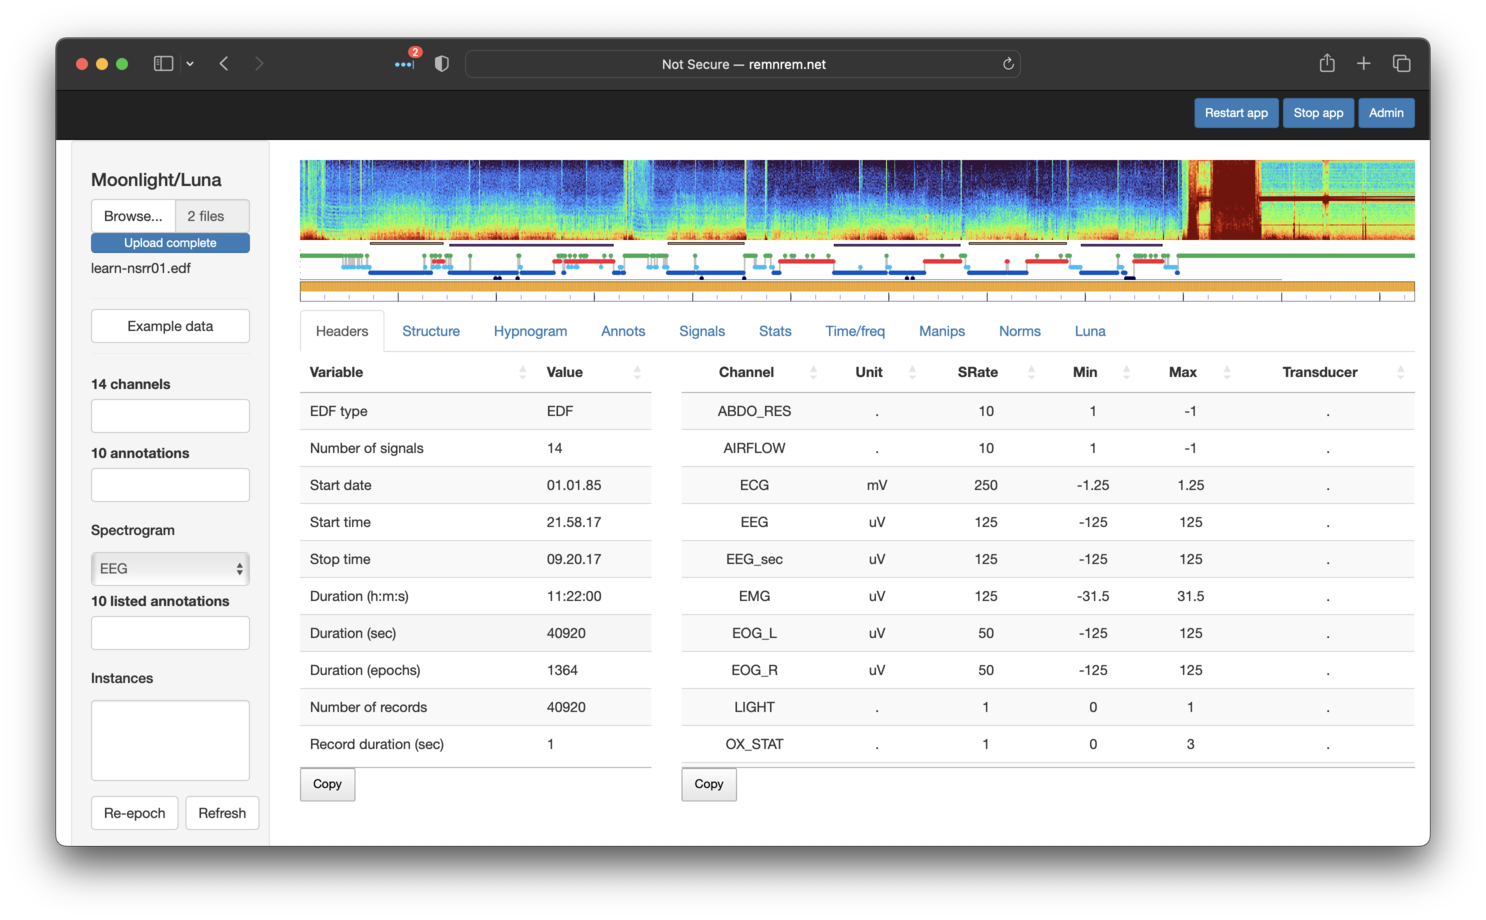 2
Not Secure — remnrem.net
Restart app Stop app Admin
Moonlight/Luna
Browse... 2 files
Upload complete
learn-nsrr01.edf
Example data
14 channels
10 annotations
Spectrogram
EEG
10 listed annotations
Instances
Re-epoch Refresh
Headers Structure Hypnogram Annots Signals Stats Time/freq Manips Norms Luna
Variable Value
EDF type EDF
Number of signals 14
Start date 01.01.85
Start time 21.58.17
Stop time 09.20.17
Duration (h:m:s) 11:22:00
Duration (sec) 40920
Duration (epochs) 1364
Number of records 40920
Record duration (sec) 1
Copy
Channel Unit SRate Min Max Transducer
ABDO_RES . 10 1 -1 .
AIRFLOW . 10 1 -1 .
ECG mV 250 -1.25 1.25 .
EEG uV 125 -125 125 .
EEG_sec uV 125 -125 125 .
EMG uV 125 -31.5 31.5 .
EOG_L uV 50 -125 125 .
EOG_R uV 50 -125 125 .
LIGHT . 1 0 1 .
OX_STAT . 1 0 3 .
Copy